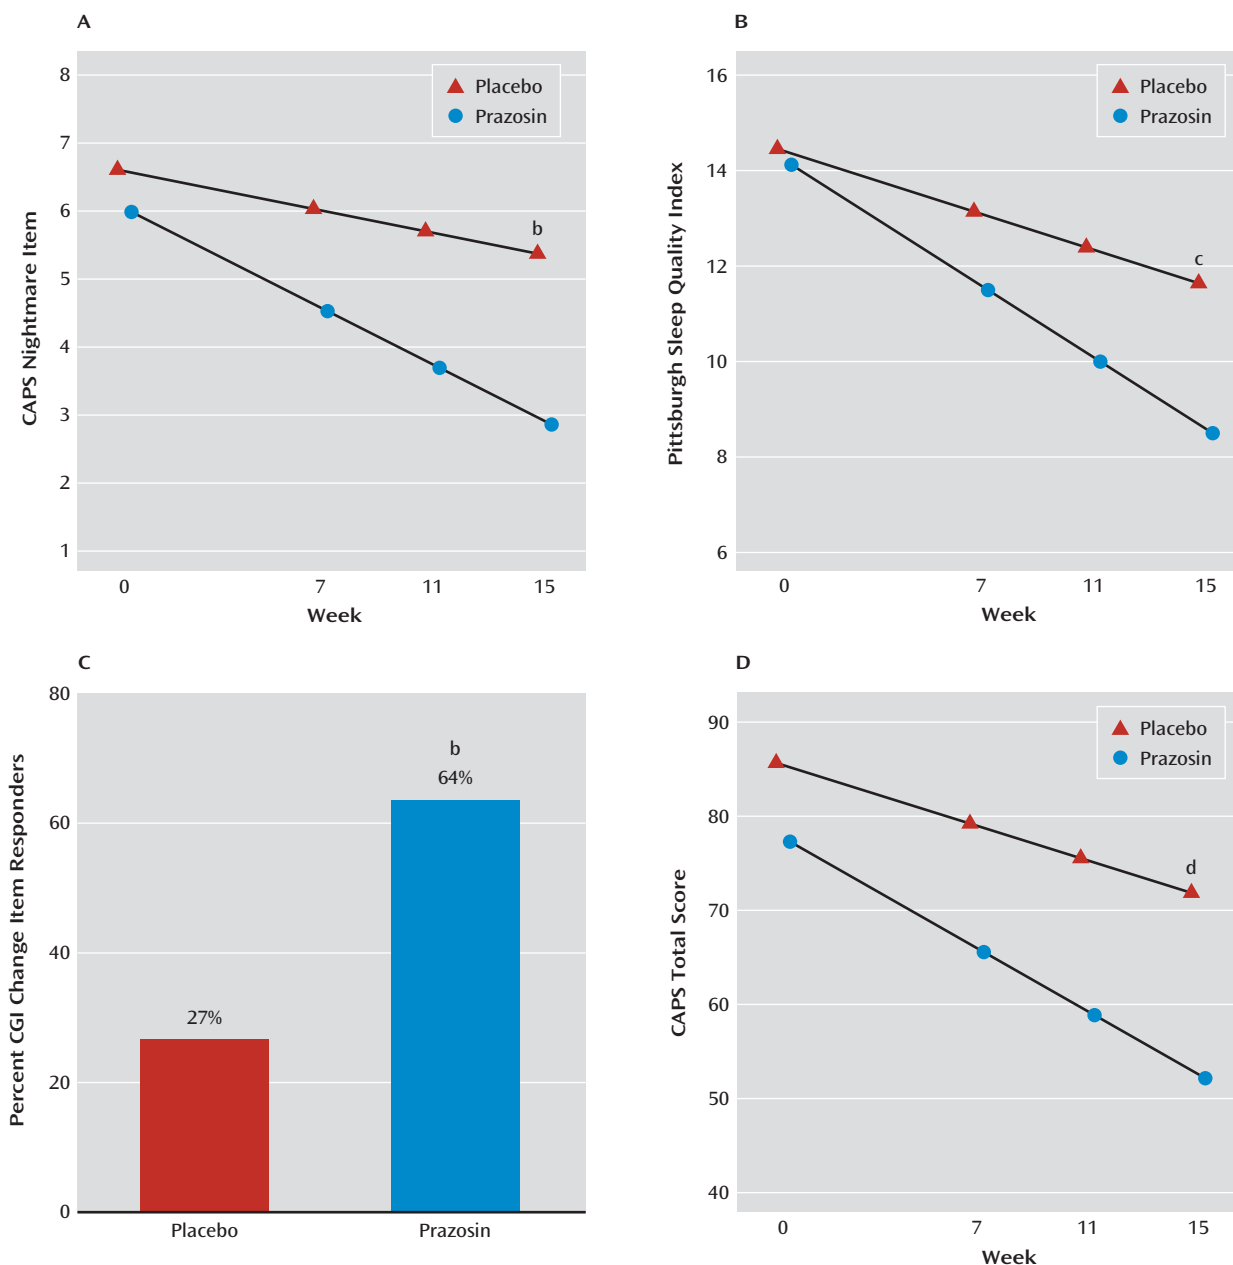 A
8
7
6
5
4
3
2
1
CAPS Nightmare Item
Placebo
Prazosin
b
0 7 11 15
Week
B
16
14
12
10
8
6
Pittsburgh Sleep Quality Index
Placebo
Prazosin
c
0 7 11 15
Week
C
80
60
40
20
0
Percent CGI Change Item Responders
27%
b
64%
Placebo Prazosin
D
90
80
70
60
50
40
CAPS Total Score
Placebo
Prazosin
d
0 7 11 15
Week